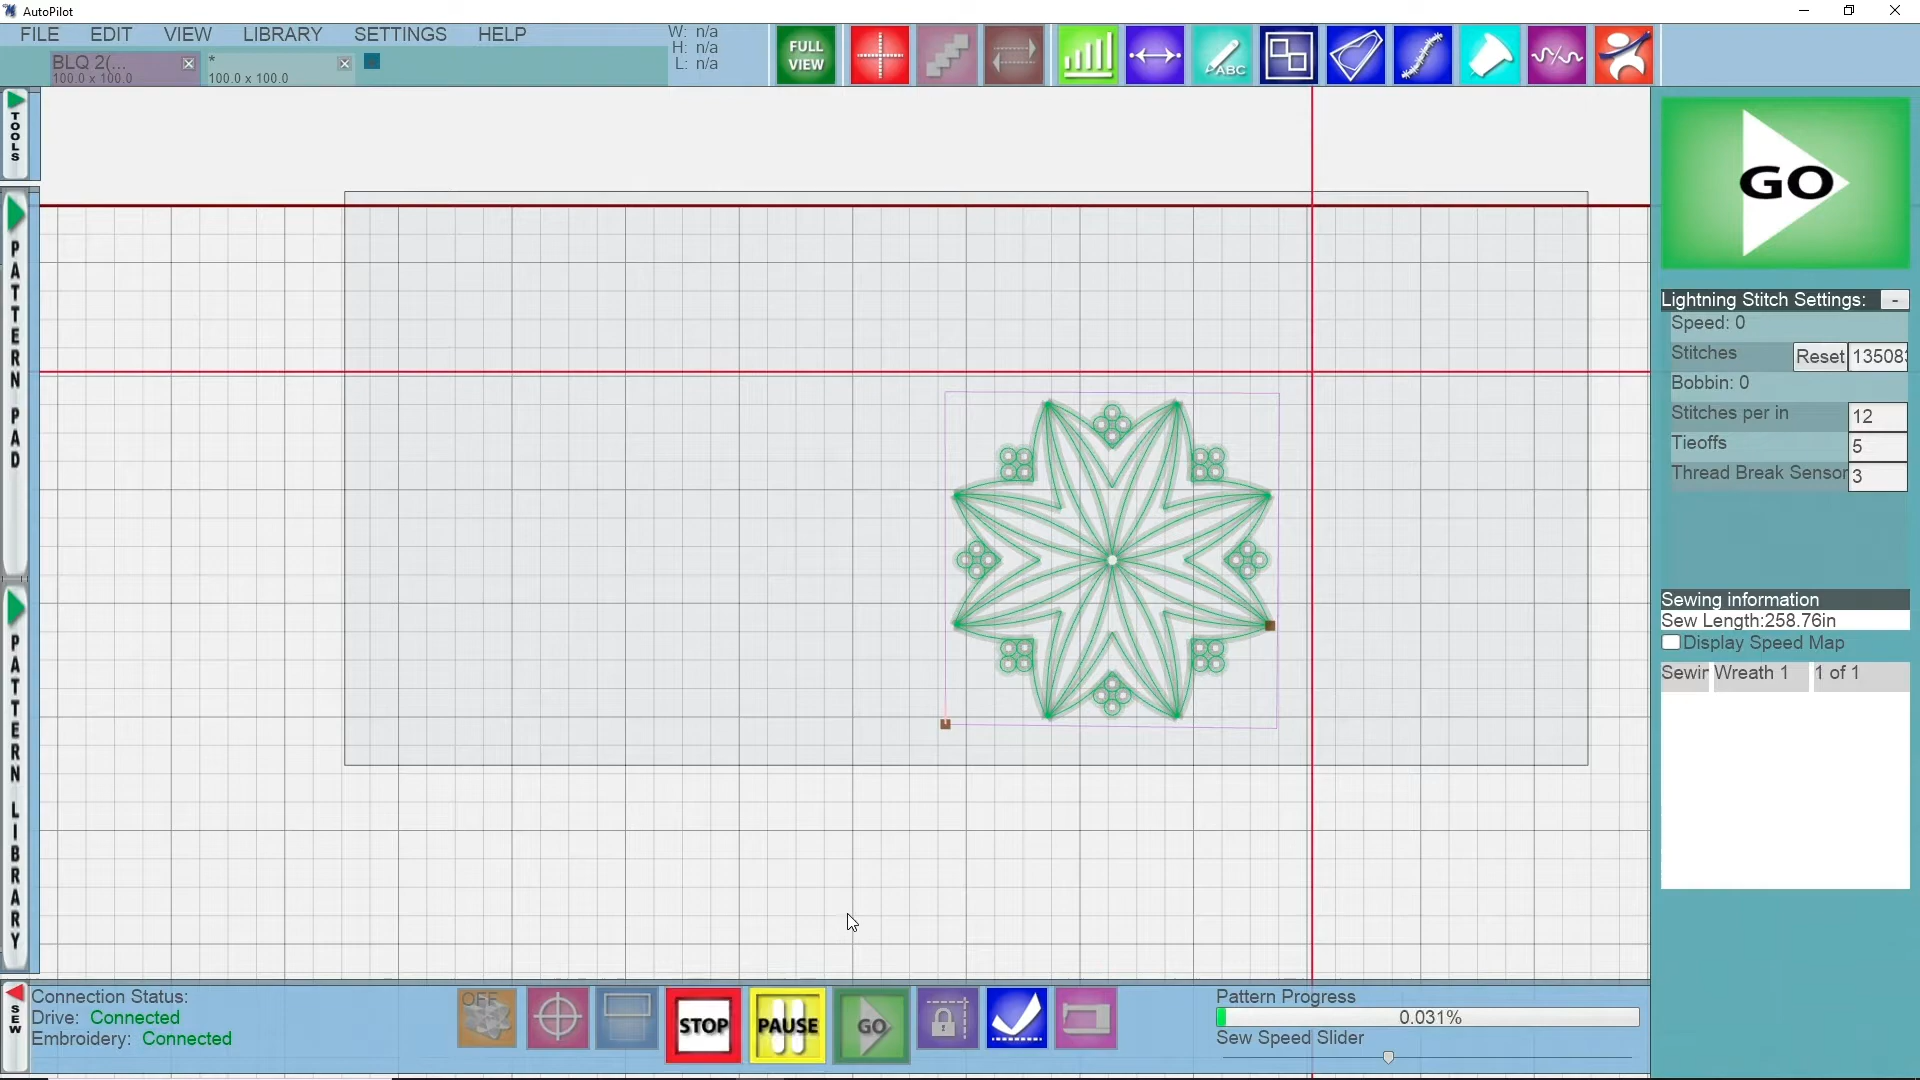 AutoPilot
FILE EDIT VIEW LIBRARY SETTINGS HELP
W: n/a
H: n/a
L: n/a
BLQ 2(...
100.0 x 100.0
*
100.0 x 100.0
FULL
VIEW
ABC
TOOLS
PATTERN PAD
PATTERN LIBRARY
GO
Lightning Stitch Settings: -
Speed: 0
Stitches Reset 13508
Bobbin: 0
Stitches per in 12
Tieoffs 5
Thread Break Sensor 3
Sewing information
Sew Length:258.76in
Display Speed Map
Sewir Wreath 1 1 of 1
SEW
Connection Status:
Drive: Connected
Embroidery: Connected
OFF
STOP
PAUSE
GO
Pattern Progress
0.031%
Sew Speed Slider